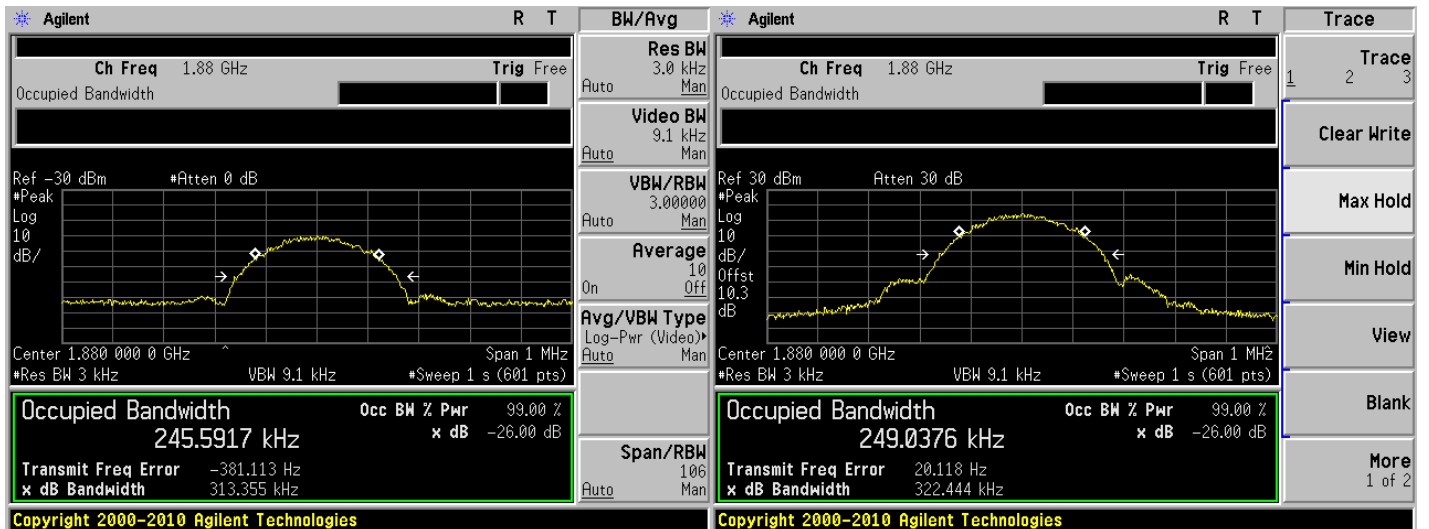 Agilent R T BW/Avg
Ch Freq 1.88 GHz Trig Free
Occupied Bandwidth
Ref -30 dBm #Atten 0 dB
#Peak
Log
10
dB/
Center 1.880 000 0 GHz ^ Span 1 MHz
#Res BW 3 kHz VBW 9.1 kHz #Sweep 1 s (601 pts)
Occupied Bandwidth Occ BW % Pwr 99.00 %
245.5917 kHz x dB -26.00 dB
Transmit Freq Error -381.113 Hz
x dB Bandwidth 313.355 kHz
Copyright 2000-2010 Agilent Technologies
Res BW
3.0 kHz
Auto Man
Video BW
9.1 kHz
Auto Man
VBW/RBW
3.00000
Auto Man
Average
10
On Off
Avg/VBW Type
Log-Pwr (Video)
Auto Man
Span/RBW
106
Auto Man
Agilent R T Trace
Ch Freq 1.88 GHz Trig Free
Occupied Bandwidth
Ref 30 dBm Atten 30 dB
#Peak
Log
10
dB/
Offst
10.3
dB
Center 1.880 000 0 GHz Span 1 MHz
#Res BW 3 kHz VBW 9.1 kHz #Sweep 1 s (601 pts)
Occupied Bandwidth Occ BW % Pwr 99.00 %
249.0376 kHz x dB -26.00 dB
Transmit Freq Error 20.118 Hz
x dB Bandwidth 322.444 kHz
Copyright 2000-2010 Agilent Technologies
Trace
1 2 3
Clear Write
Max Hold
Min Hold
View
Blank
More
1 of 2